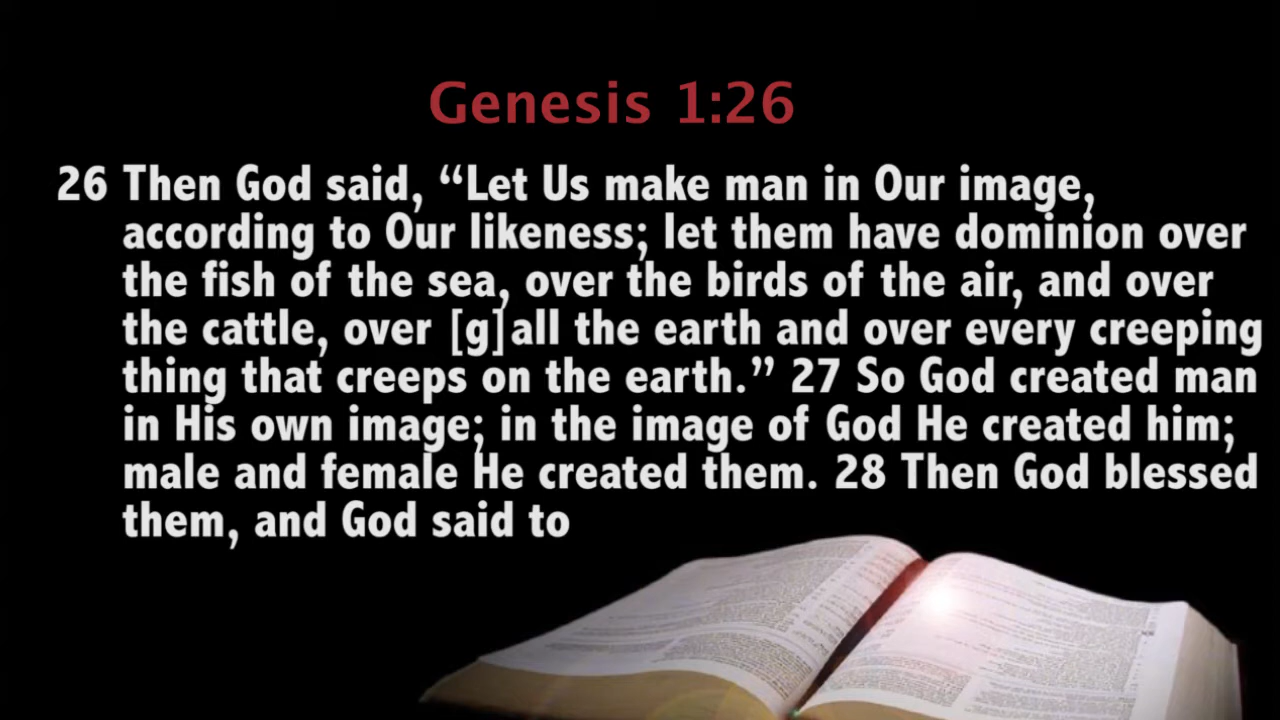 Genesis 1:26
26 Then God said, “Let Us make man in Our image,
according to Our likeness; let them have dominion over
the fish of the sea, over the birds of the air, and over
the cattle, over [g]all the earth and over every creeping
thing that creeps on the earth.” 27 So God created man
in His own image; in the image of God He created him;
male and female He created them. 28 Then God blessed
them, and God said to